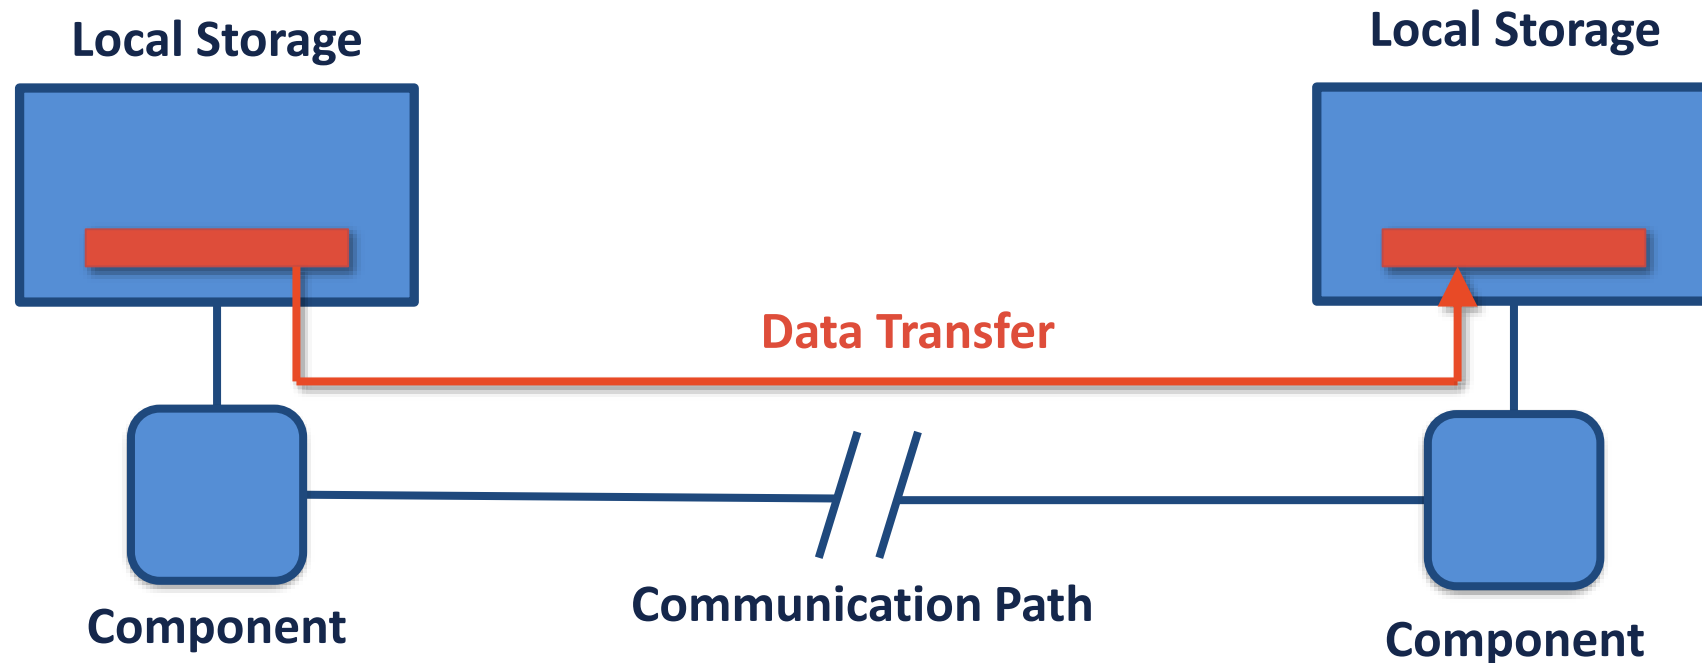 Local Storage
Local Storage
Data Transfer
Communication Path
Component
Component